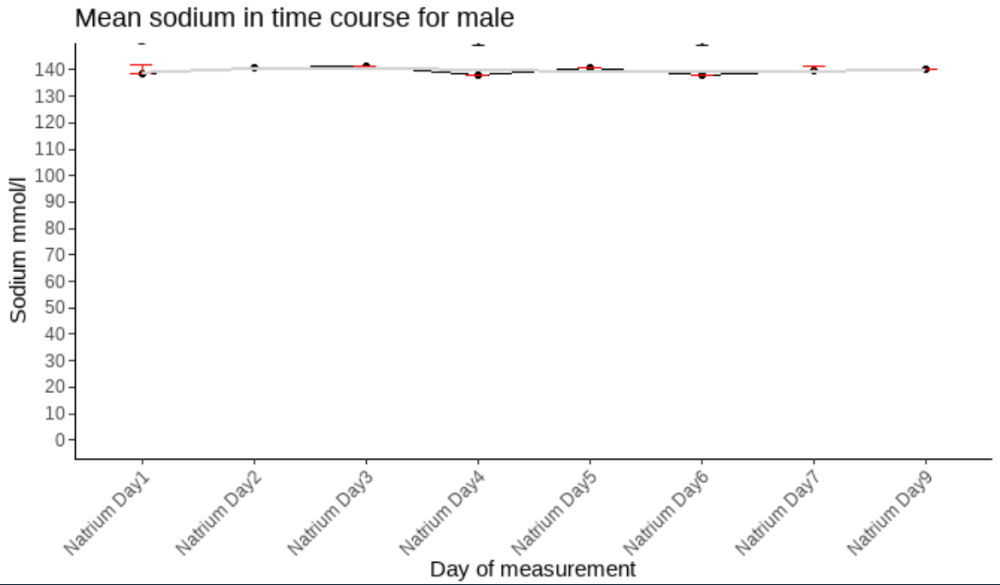 Mean sodium in time course for male
140
130
120
110
100
90
80
70
60
50
40
30
20
10
0
Sodium mmol/l
Natrium Day1
Natrium Day2
Natrium Day3
Natrium Day4
Natrium Day5
Natrium Day6
Natrium Day7
Natrium Day9
Day of measurement